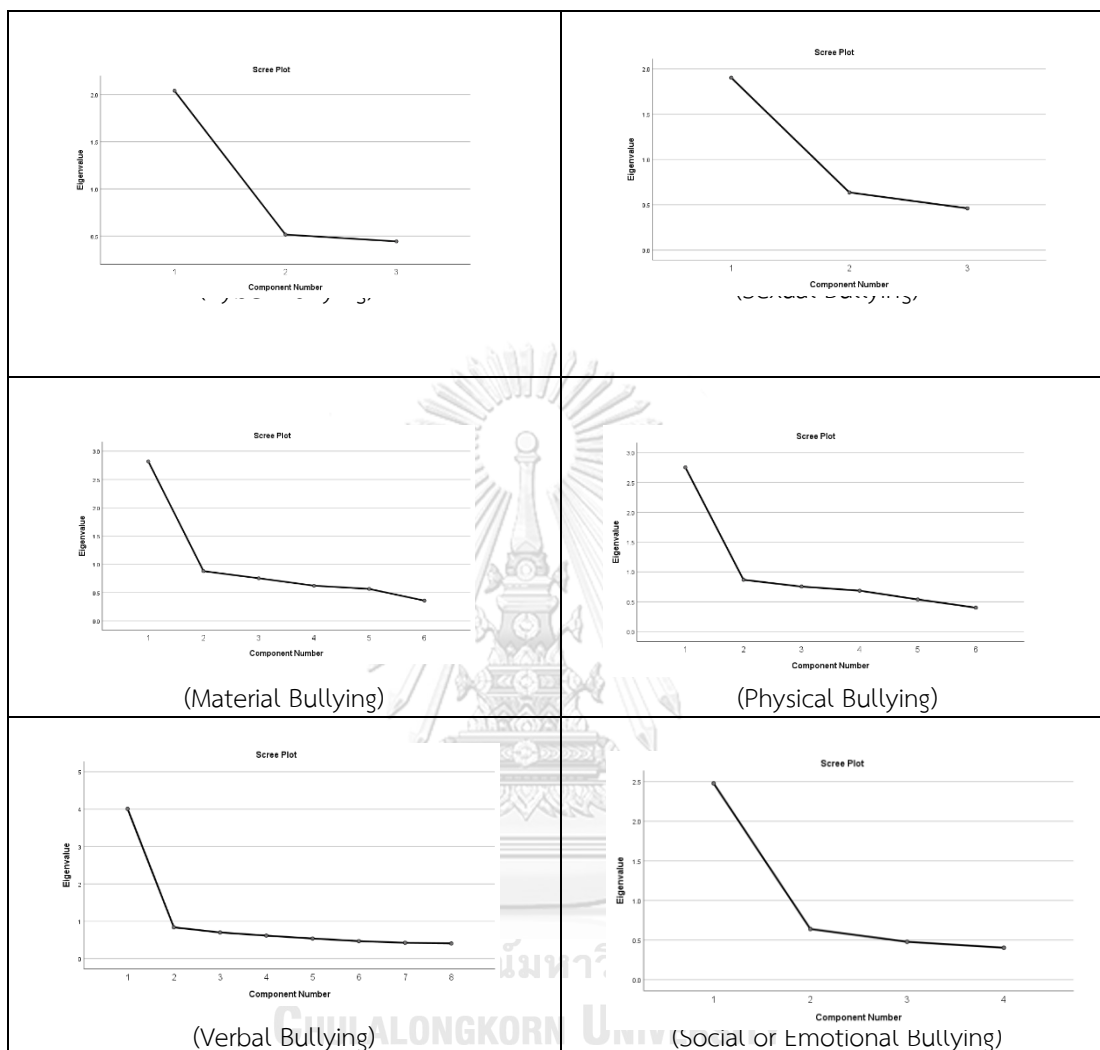 Scree Plot
Eigenvalue
2.0
1.5
1.0
0.5
1 2 3
Component Number
Scree Plot
Eigenvalue
2.0
1.5
1.0
0.5
0.0
1 2 3
Component Number
(Sexual Bullying)
Scree Plot
Eigenvalue
3.0
2.5
2.0
1.5
1.0
0.5
0.0
1 2 3 4 5 6
Component Number
(Material Bullying)
Scree Plot
Eigenvalue
3.0
2.5
2.0
1.5
1.0
0.5
0.0
1 2 3 4 5 6
Component Number
(Physical Bullying)
Scree Plot
Eigenvalue
5
4
3
2
1
0
1 2 3 4 5 6 7 8
Component Number
(Verbal Bullying)
Scree Plot
Eigenvalue
2.5
2.0
1.5
1.0
0.5
0.0
1 2 3 4
Component Number
(Social or Emotional Bullying)
CHULALONGKORN UNIVERSITY